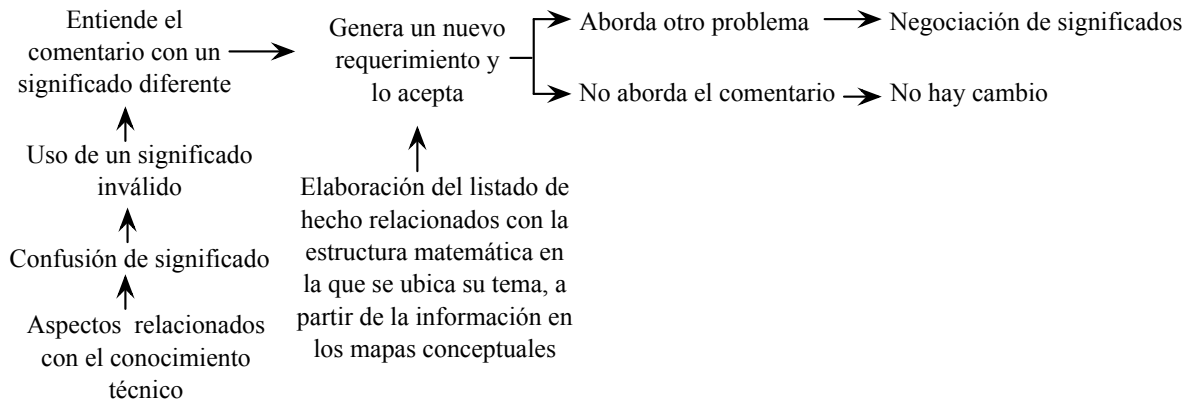 Entiende el
comentario con un
significado diferente
Genera un nuevo
requerimiento y
lo acepta
Aborda otro problema
Negociación de significados
No aborda el comentario
No hay cambio
Uso de un significado
inválido
Confusión de significado
Aspectos relacionados
con el conocimiento
técnico
Elaboración del listado de
hecho relacionados con la
estructura matemática en
la que se ubica su tema, a
partir de la información en
los mapas conceptuales